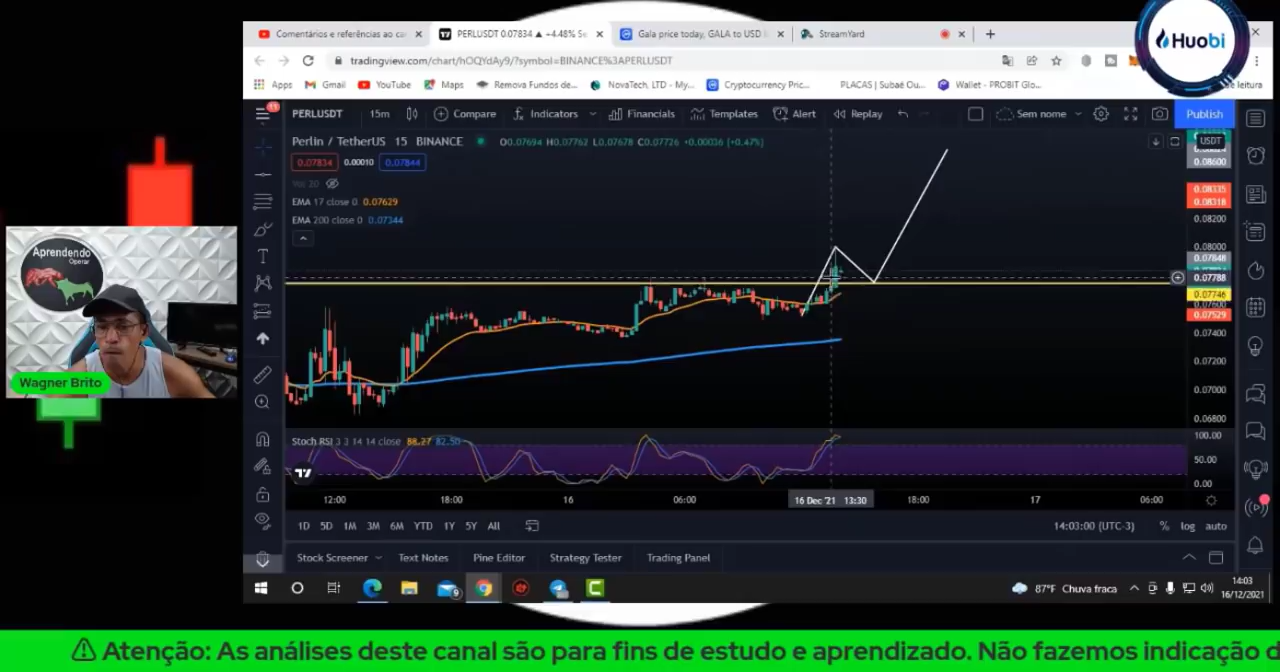 Comentários e referências ao ca
PERLUSDT 0.07834 ▲ +4.48% Se
Gala price today, GALA to USD l
StreamYard
Huobi
tradingview.com/chart/hOQYdAy9/?symbol=BINANCE%3APERLUSDT
Apps
Gmail
YouTube
Maps
Remova Fundos de...
NovaTech, LTD - My...
Cryptocurrency Pric...
PLACAS | Subaé Ou...
Wallet - PROBIT Glo...
de leitura
11
PERLUSDT
15m
Compare
Indicators
Financials
Templates
Alert
Replay
Sem nome
Publish
Perlin / TetherUS 15 BINANCE
O0.07694 H0.07762 L0.07678 C0.07726 +0.00036 (+0.47%)
USDT
0.07834
0.00010
0.07844
0.08600
Vol 20
EMA 17 close 0 0.07629
EMA 200 close 0 0.07344
0.08335
0.08318
0.08200
0.08000
0.07848
0.07788
0.07746
0.07529
0.07400
0.07200
0.07000
0.06800
Aprendendo
Operar
Wagner Brito
Stoch RSI 3 3 14 14 close 88.27 82.50
100.00
50.00
0.00
12:00
18:00
16
06:00
16 Dec '21 13:30
18:00
17
06:00
1D
5D
1M
3M
6M
YTD
1Y
5Y
All
14:03:00 (UTC-3)
%
log
auto
Stock Screener
Text Notes
Pine Editor
Strategy Tester
Trading Panel
9
87°F Chuva fraca
14:03
16/12/2021
⚠ Atenção: As análises deste canal são para fins de estudo e aprendizado. Não fazemos indicação d